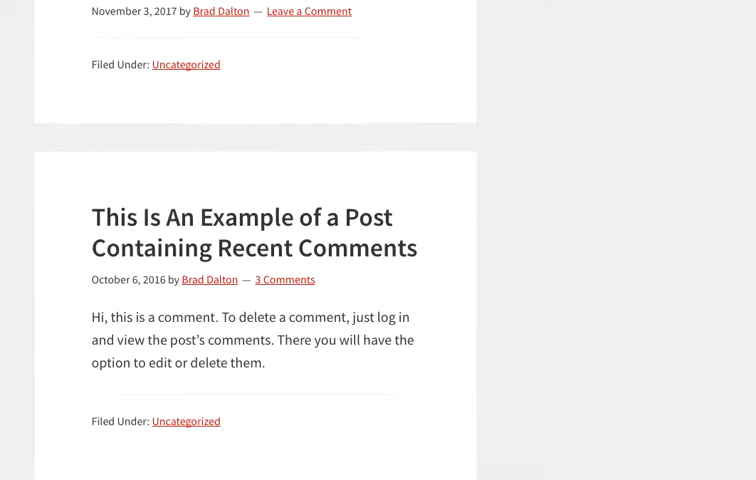 November 3, 2017 by Brad Dalton — Leave a Comment
Filed Under: Uncategorized
This Is An Example of a Post
Containing Recent Comments
October 6, 2016 by Brad Dalton — 3 Comments
Hi, this is a comment. To delete a comment, just log in
and view the post’s comments. There you will have the
option to edit or delete them.
Filed Under: Uncategorized